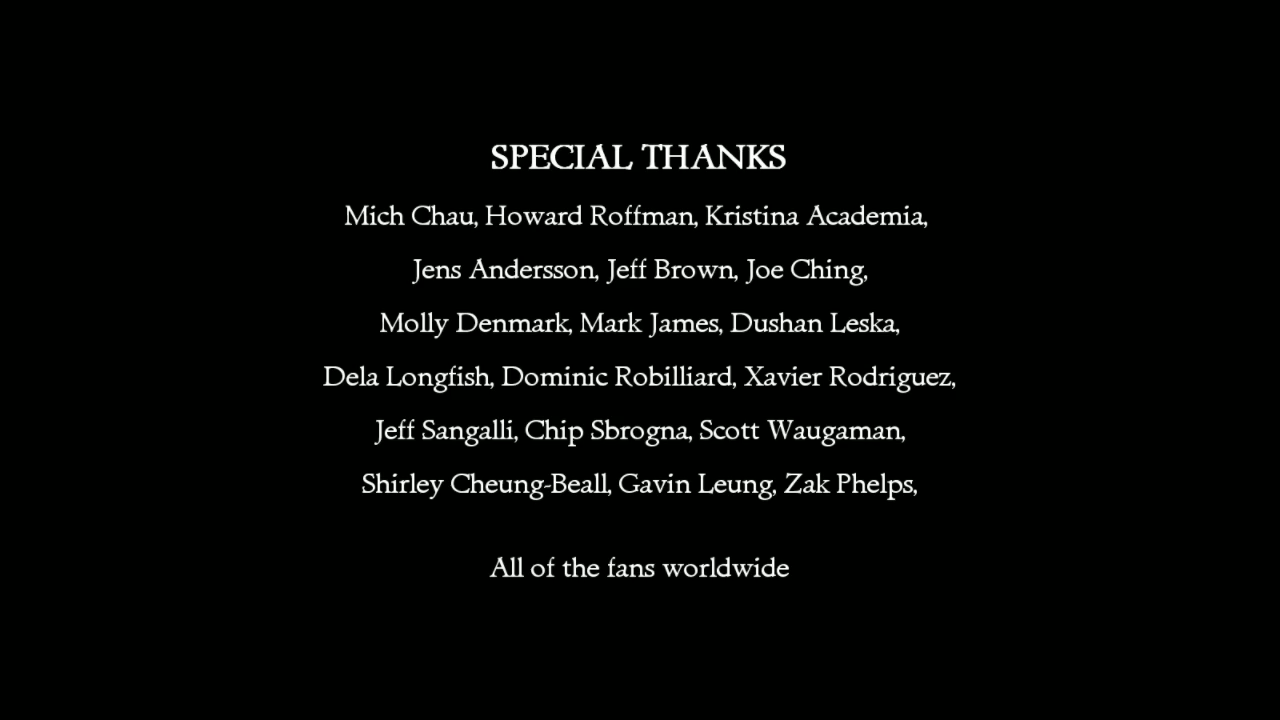 SPECIAL THANKS
Mich Chau, Howard Roffman, Kristina Academia,
Jens Andersson, Jeff Brown, Joe Ching,
Molly Denmark, Mark James, Dushan Leska,
Dela Longfish, Dominic Robilliard, Xavier Rodriguez,
Jeff Sangalli, Chip Sbrogna, Scott Waugaman,
Shirley Cheung-Beall, Gavin Leung, Zak Phelps,
All of the fans worldwide